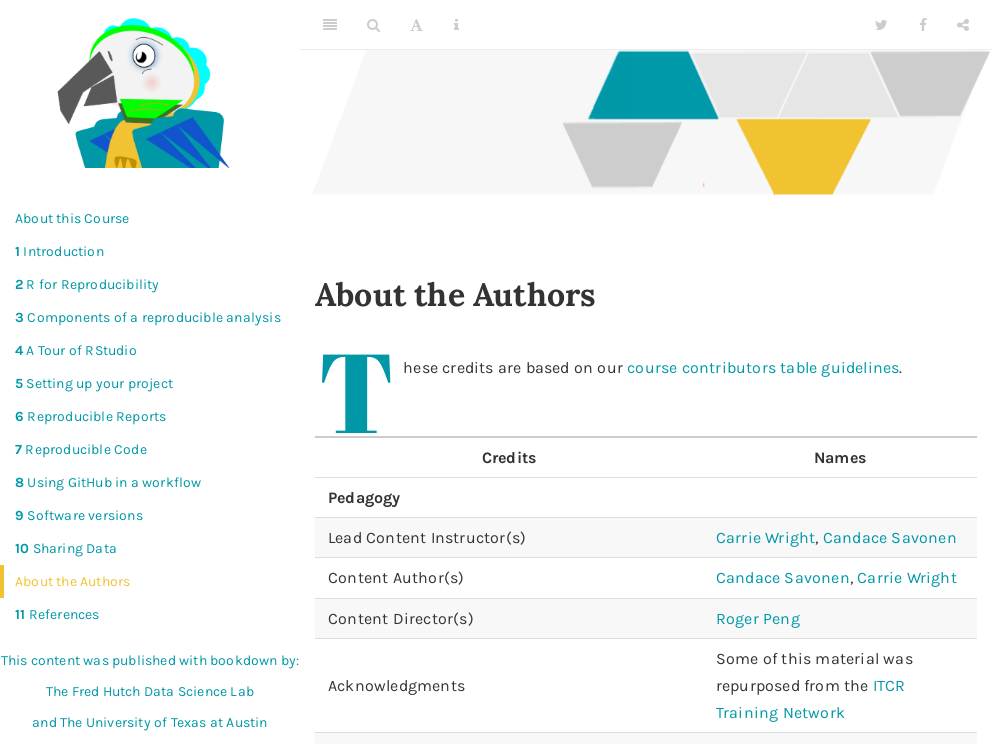 About this Course
1 Introduction
2 R for Reproducibility
3 Components of a reproducible analysis
4 A Tour of RStudio
5 Setting up your project
6 Reproducible Reports
7 Reproducible Code
8 Using GitHub in a workflow
9 Software versions
10 Sharing Data
About the Authors
11 References
This content was published with bookdown by:
The Fred Hutch Data Science Lab
and The University of Texas at Austin
About the Authors
These credits are based on our course contributors table guidelines.
Credits Names
Pedagogy
Lead Content Instructor(s) Carrie Wright, Candace Savonen
Content Author(s) Candace Savonen, Carrie Wright
Content Director(s) Roger Peng
Acknowledgments Some of this material was
repurposed from the ITCR
Training Network